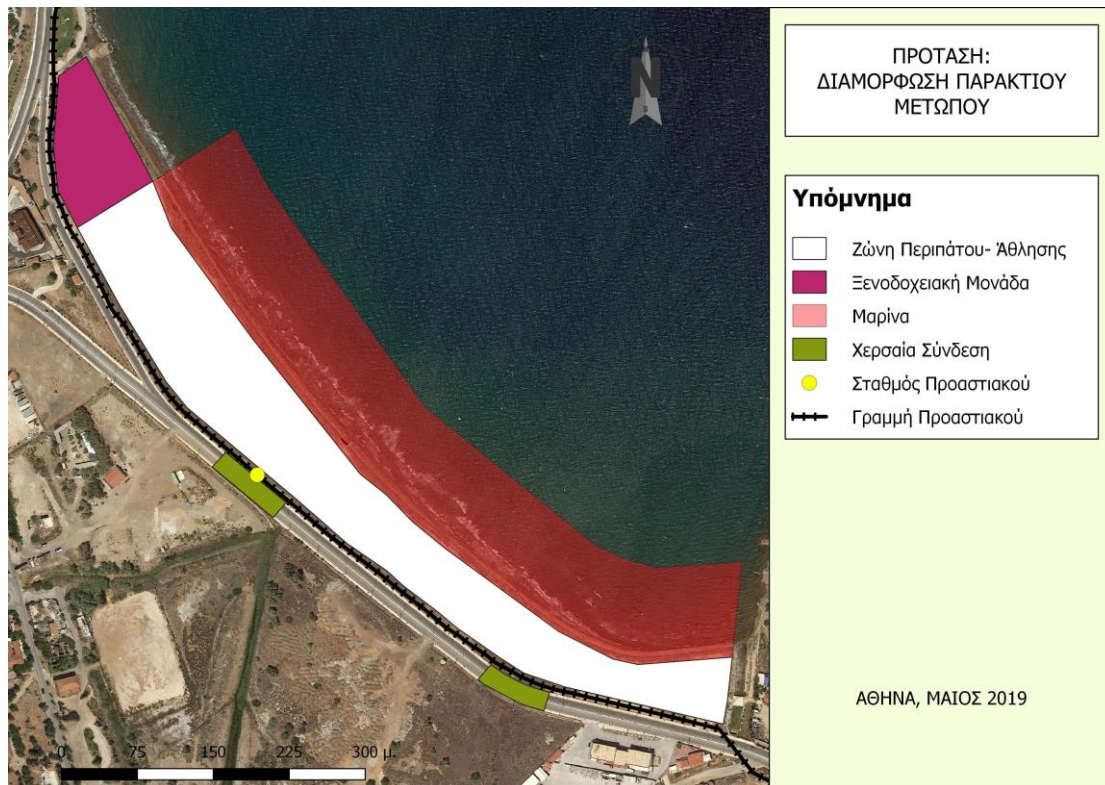 N
S
ΠΡΟΤΑΣΗ:
ΔΙΑΜΟΡΦΩΣΗ ΠΑΡΑΚΤΙΟΥ
ΜΕΤΩΠΟΥ
Υπόμνημα
Ζώνη Περιπάτου- Άθλησης
Ξενοδοχειακή Μονάδα
Μαρίνα
Χερσαία Σύνδεση
Σταθμός Προαστιακού
Γραμμή Προαστιακού
ΑΘΗΝΑ, ΜΑΙΟΣ 2019
0 75 150 225 300 μ.